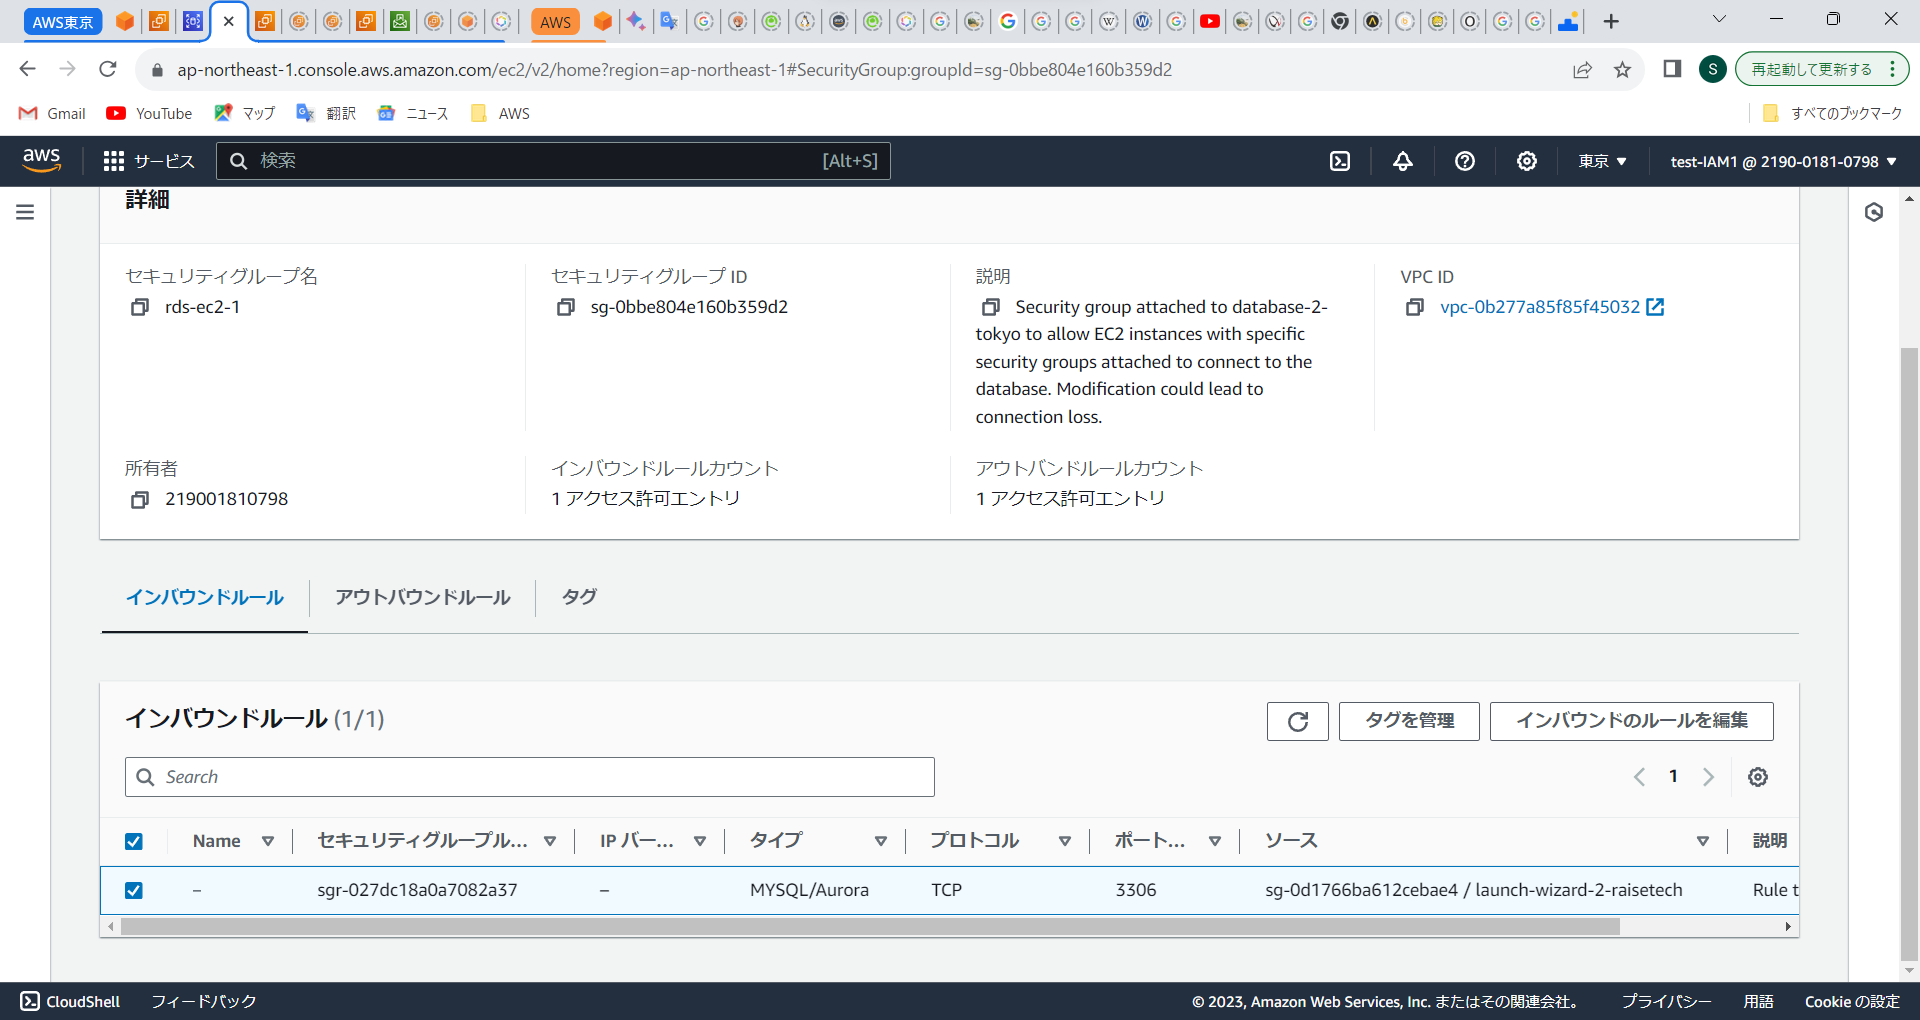 AWS東京
AWS
ap-northeast-1.console.aws.amazon.com/ec2/v2/home?region=ap-northeast-1#SecurityGroup:groupId=sg-0bbe804e160b359d2
S
再起動して更新する
Gmail
YouTube
マップ
翻訳
ニュース
AWS
すべてのブックマーク
aws
サービス
検索
[Alt+S]
東京
test-IAM1 @ 2190-0181-0798
詳細
セキュリティグループ名
rds-ec2-1
セキュリティグループ ID
sg-0bbe804e160b359d2
説明
Security group attached to database-2-
tokyo to allow EC2 instances with specific
security groups attached to connect to the
database. Modification could lead to
connection loss.
VPC ID
vpc-0b277a85f85f45032
所有者
219001810798
インバウンドルールカウント
1 アクセス許可エントリ
アウトバンドルールカウント
1 アクセス許可エントリ
インバウンドルール
アウトバウンドルール
タグ
インバウンドルール (1/1)
タグを管理
インバウンドのルールを編集
Search
1
Name
セキュリティグループル...
IP バー...
タイプ
プロトコル
ポート...
ソース
説明
– sgr-027dc18a0a7082a37 – MYSQL/Aurora TCP 3306 sg-0d1766ba612cebae4 / launch-wizard-2-raisetech Rule t
CloudShell
フィードバック
© 2023, Amazon Web Services, Inc. またはその関連会社。
プライバシー
用語
Cookie の設定